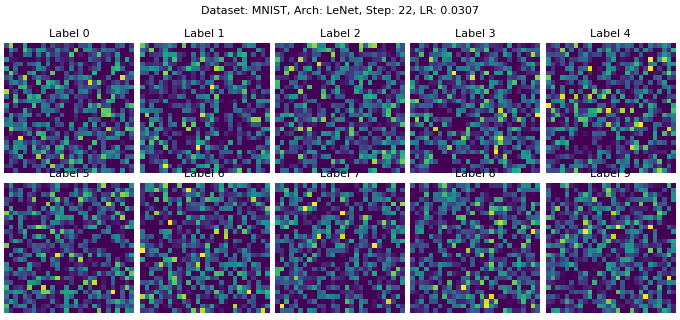 Dataset: MNIST, Arch: LeNet, Step: 22, LR: 0.0307
Label 0 Label 1 Label 2 Label 3 Label 4
Label 5 Label 6 Label 7 Label 8 Label 9